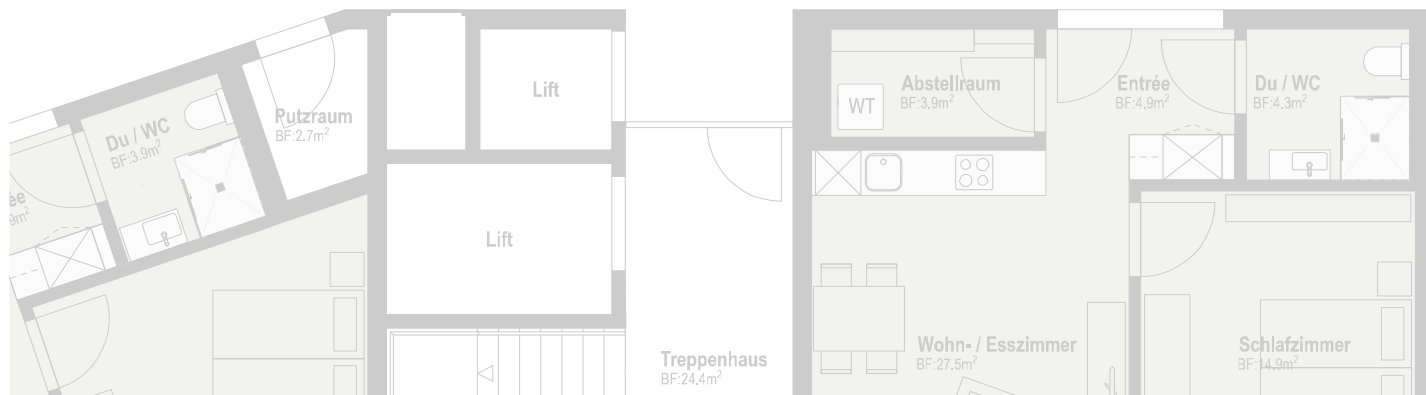 Lift
Abstellraum
BF:3.9m²
WT
Entrée
BF:4.9m²
Du / WC
BF:4.3m²
Putzraum
BF:2.7m²
Du / WC
BF:3.9m²
ée
9m²
Lift
Treppenhaus
BF:24.4m²
Wohn- / Esszimmer
BF:27.5m²
Schlafzimmer
BF:14.9m²